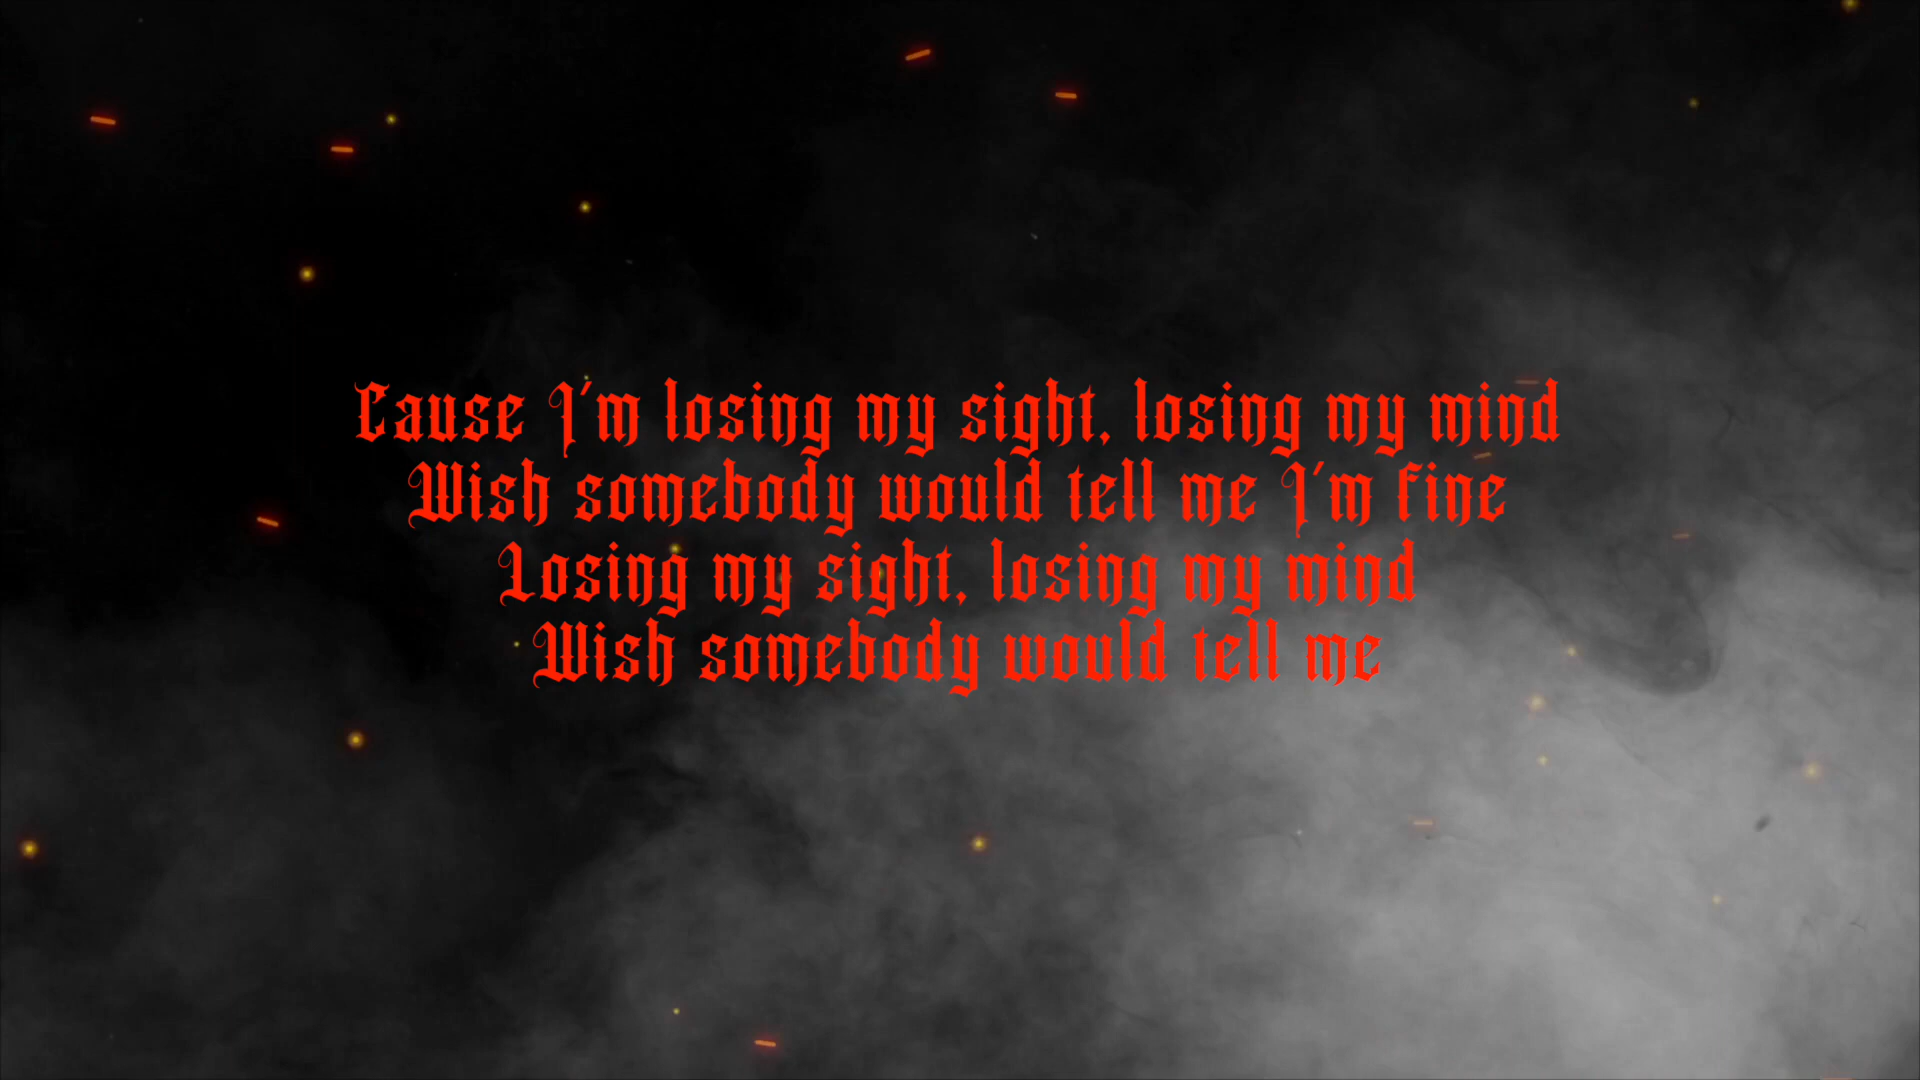 Cause I'm losing my sight, losing my mind
Wish somebody would tell me I'm fine
Losing my sight, losing my mind
Wish somebody would tell me